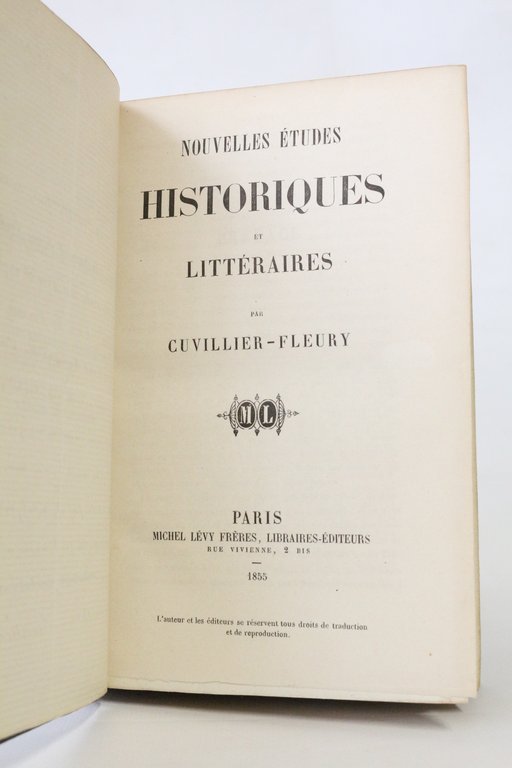 NOUVELLES ÉTUDES
HISTORIQUES
ET
LITTÉRAIRES
PAR
CUVILLIER-FLEURY
ML
PARIS
MICHEL LÉVY FRÈRES, LIBRAIRES-ÉDITEURS
RUE VIVIENNE, 2 BIS
—
1855
L'auteur et les éditeurs se réservent tous droits de traduction
et de reproduction.